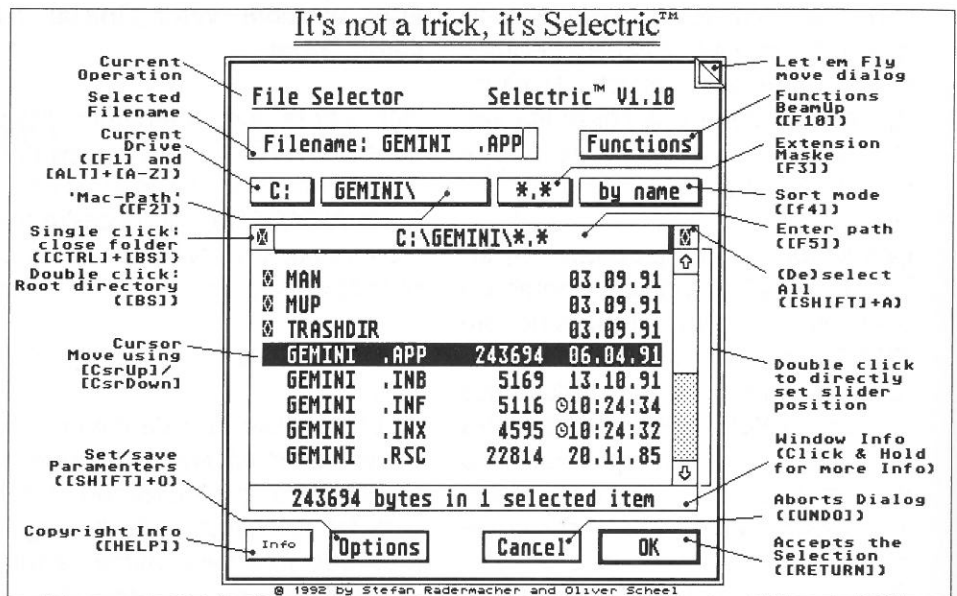 It's not a trick, it's Selectric™
Current
Operation
Selected
Filename
Current
Drive
([F1] and
[ALT]+[A-Z])
'Mac-Path'
([F2])
Single click:
close folder
([CTRL]+[BS])
Double click:
Root directory
([BS])
Cursor
Move using
[CsrUp]/
[CsrDown]
Set/save
Paramenters
([SHIFT]+O)
Copyright Info
([HELP])
File Selector Selectric™ V1.10
Filename: GEMINI .APP Functions
C: GEMINI\ *.* by name
C:\GEMINI\*.*
MAN 03.09.91
MUP 03.09.91
TRASHDIR 03.09.91
GEMINI .APP 243694 06.04.91
GEMINI .INB 5169 13.10.91
GEMINI .INF 5116 10:24:34
GEMINI .INX 4595 10:24:32
GEMINI .RSC 22814 20.11.85
243694 bytes in 1 selected item
Info Options Cancel OK
Let'em Fly
move dialog
Functions
BeamUp
([F10])
Extension
Maske
[F3])
Sort mode
([f4])
Enter path
([F5])
(De)select
All
([SHIFT]+A)
Double click
to directly
set slider
position
Window Info
(Click & Hold
for more Info)
Aborts Dialog
([UNDO])
Accepts the
Selection
([RETURN])
© 1992 by Stefan Radermacher and Oliver Scheel